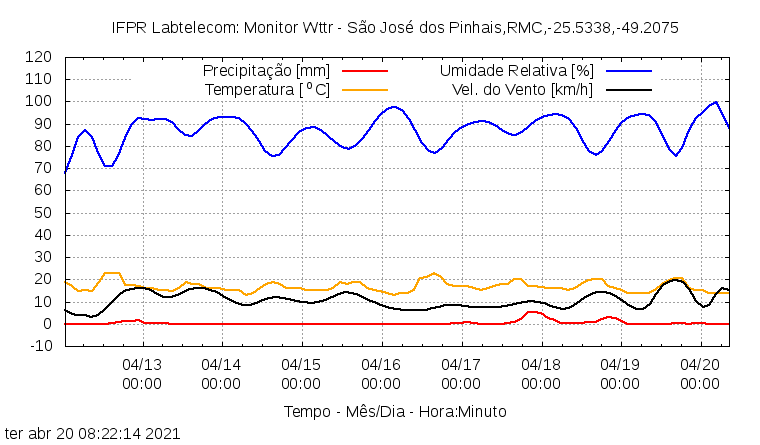 IFPR Labtelecom: Monitor Wttr - São José dos Pinhais,RMC,-25.5338,-49.2075
Precipitação [mm]
Temperatura [⁰C]
Umidade Relativa [%]
Vel. do Vento [km/h]
120
110
100
90
80
70
60
50
40
30
20
10
0
-10
04/13 04/14 04/15 04/16 04/17 04/18 04/19 04/20
00:00 00:00 00:00 00:00 00:00 00:00 00:00 00:00
Tempo - Mês/Dia - Hora:Minuto
ter abr 20 08:22:14 2021